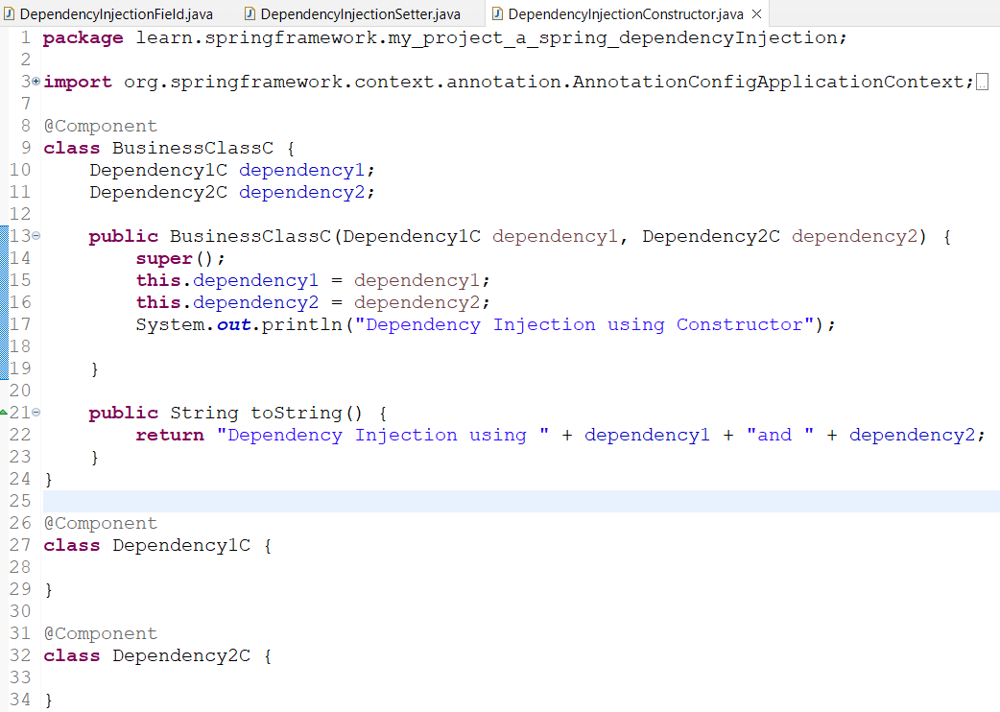 DependencyInjectionField.java DependencyInjectionSetter.java DependencyInjectionConstructor.java
1 package learn.springframework.my_project_a_spring_dependencyInjection;
2
3 import org.springframework.context.annotation.AnnotationConfigApplicationContext;
7
8 @Component
9 class BusinessClassC {
10 Dependency1C dependency1;
11 Dependency2C dependency2;
12
13 public BusinessClassC(Dependency1C dependency1, Dependency2C dependency2) {
14 super();
15 this.dependency1 = dependency1;
16 this.dependency2 = dependency2;
17 System.out.println("Dependency Injection using Constructor");
18
19 }
20
21 public String toString() {
22 return "Dependency Injection using " + dependency1 + "and " + dependency2;
23 }
24 }
25
26 @Component
27 class Dependency1C {
28
29 }
30
31 @Component
32 class Dependency2C {
33
34 }